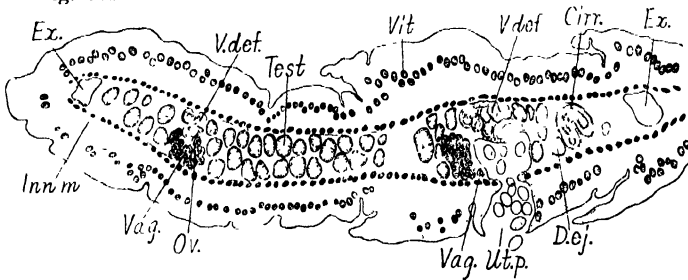 Ex.
V.def.
Test
Vit
V def
Cirr.
Ex.
Inn m
Vag.
Ov.
Vag.
Ut.p.
D.ej.